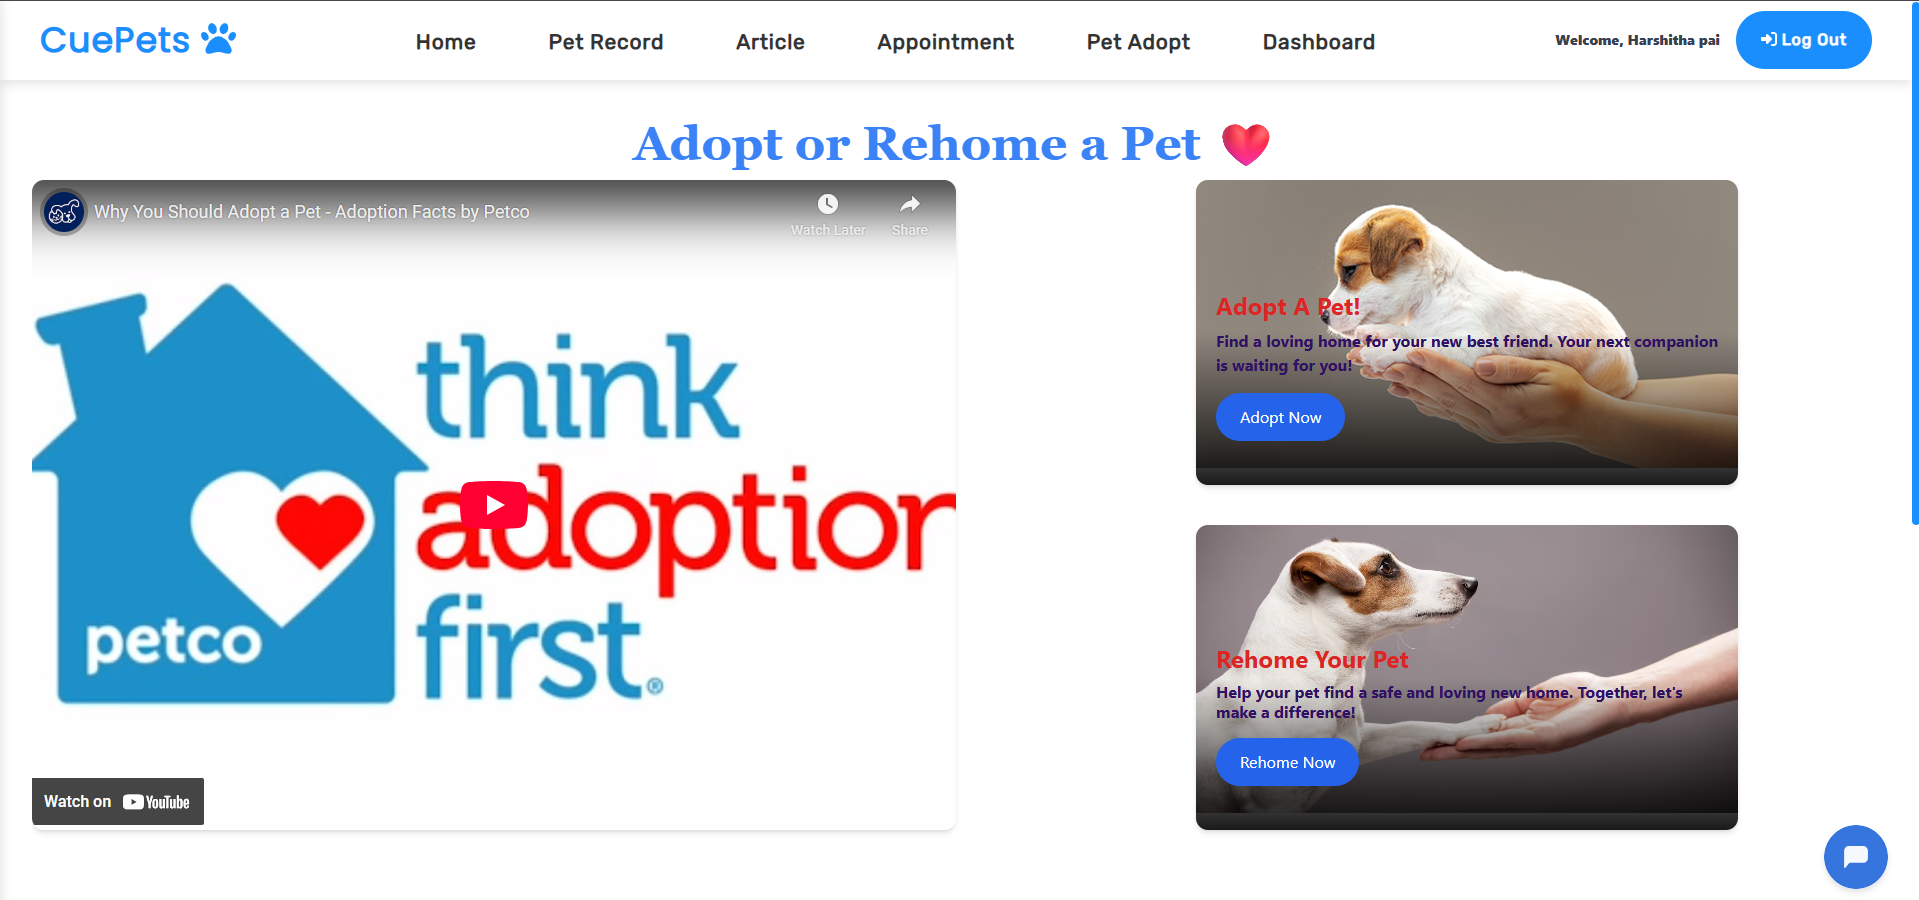 CuePets
Home
Pet Record
Article
Appointment
Pet Adopt
Dashboard
Welcome, Harshitha pai
Log Out
Adopt or Rehome a Pet
Why You Should Adopt a Pet - Adoption Facts by Petco
Watch Later
Share
think
adoption
first®
petco
Watch on YouTube
Adopt A Pet!
Find a loving home for your new best friend. Your next companion
is waiting for you!
Adopt Now
Rehome Your Pet
Help your pet find a safe and loving new home. Together, let's
make a difference!
Rehome Now